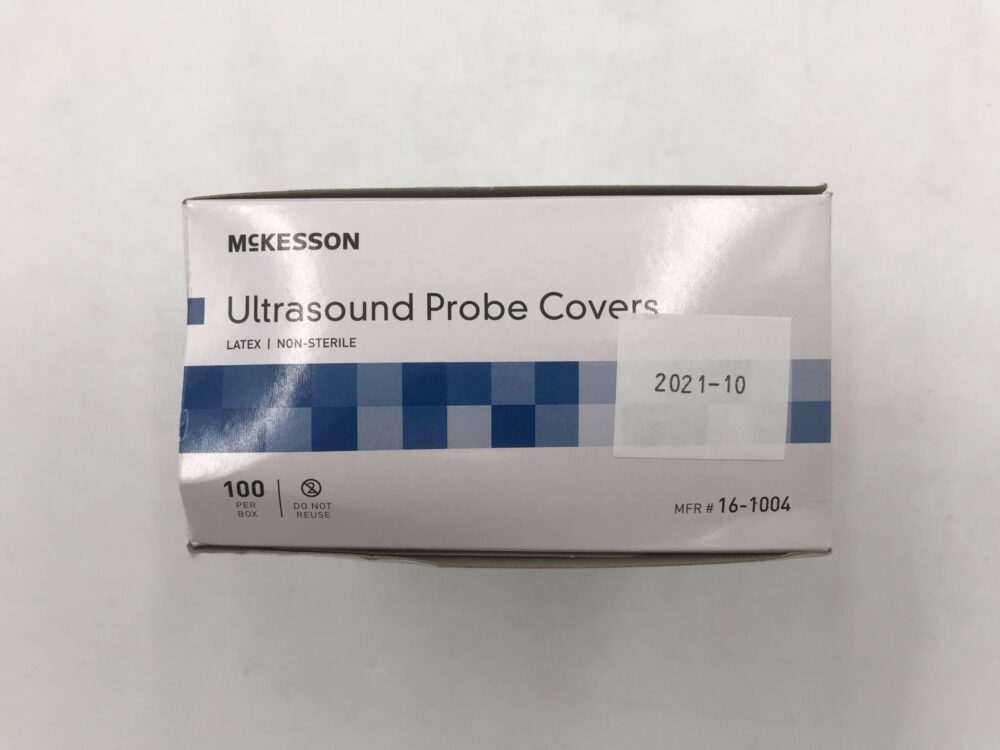 McKESSON
Ultrasound Probe Covers
LATEX | NON-STERILE
2021-10
100
PER
BOX
DO NOT
REUSE
MFR # 16-1004